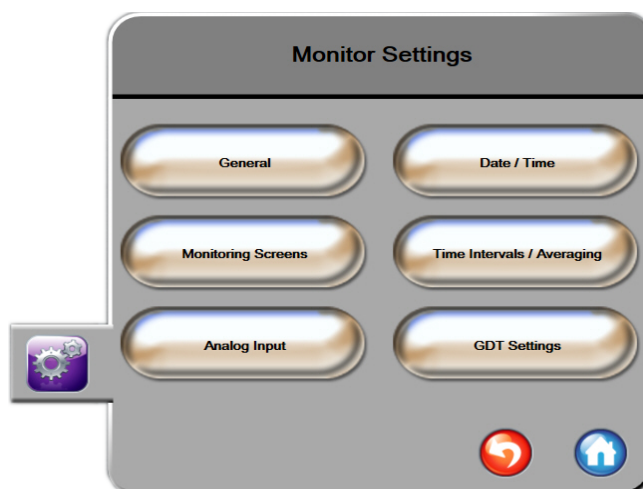 Monitor Settings
General
Date / Time
Monitoring Screens
Time Intervals / Averaging
Analog Input
GDT Settings